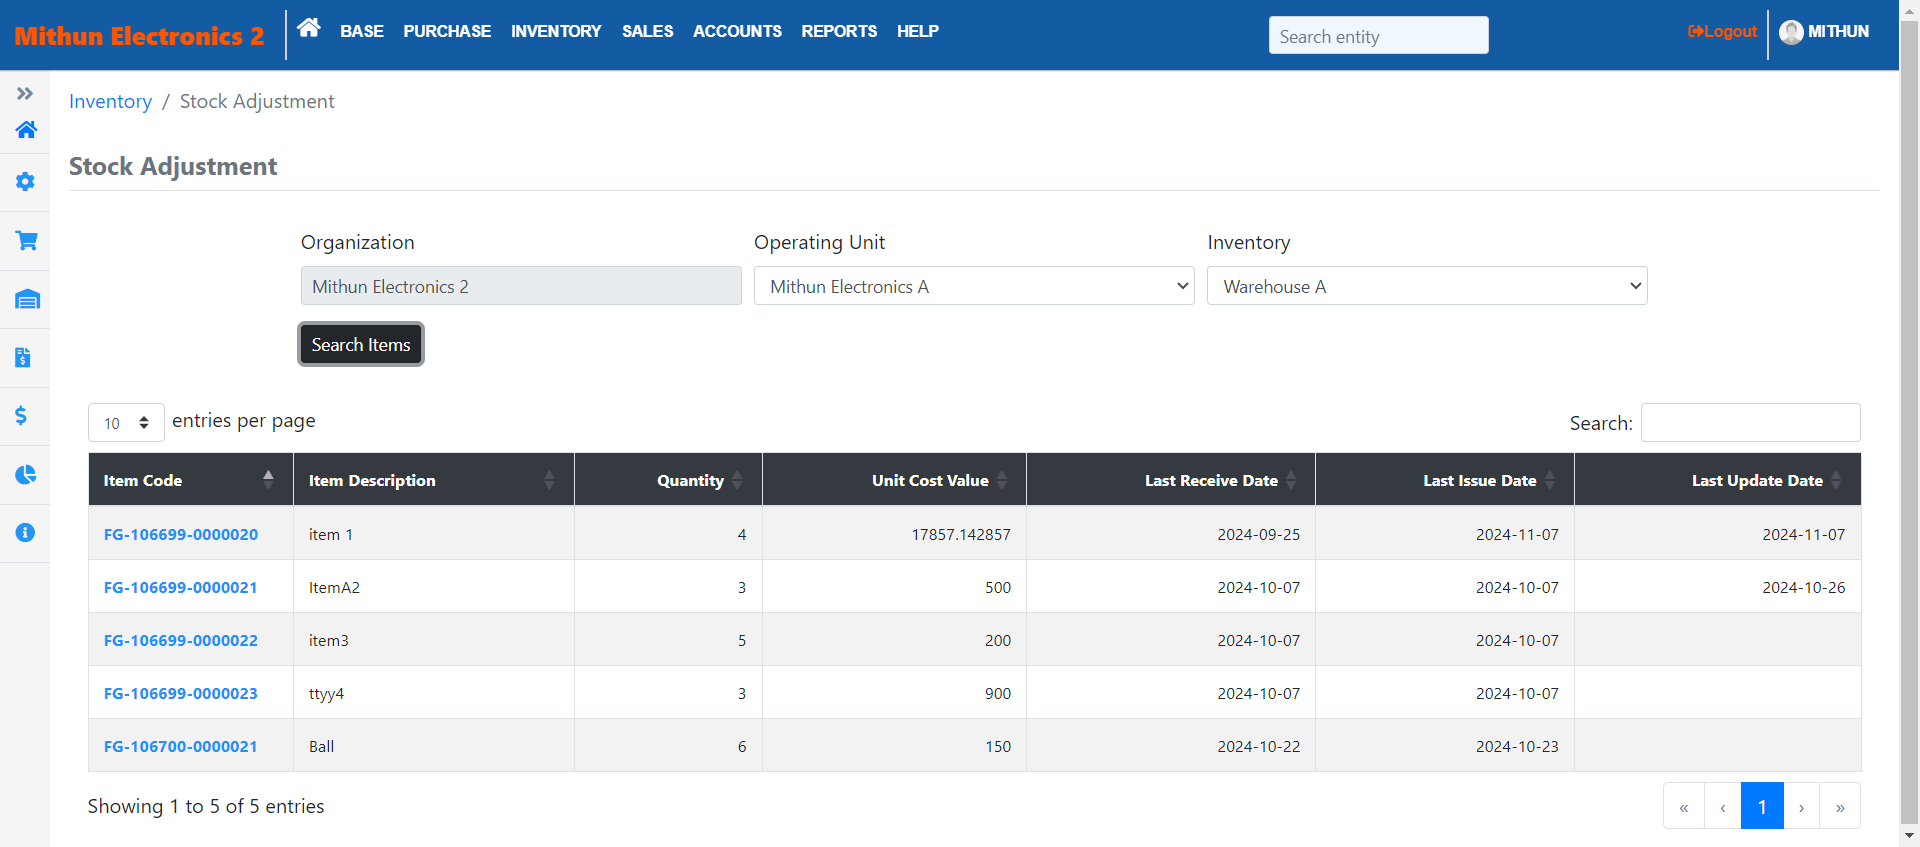 Mithun Electronics 2 BASE PURCHASE INVENTORY SALES ACCOUNTS REPORTS HELP Search entity Logout MITHUN
Inventory / Stock Adjustment
Stock Adjustment
Organization Operating Unit Inventory
Mithun Electronics 2 Mithun Electronics A Warehouse A
Search Items
10 entries per page Search:
Item Code Item Description Quantity Unit Cost Value Last Receive Date Last Issue Date Last Update Date
FG-106699-0000020 item 1 4 17857.142857 2024-09-25 2024-11-07 2024-11-07
FG-106699-0000021 ItemA2 3 500 2024-10-07 2024-10-07 2024-10-26
FG-106699-0000022 item3 5 200 2024-10-07 2024-10-07
FG-106699-0000023 ttyy4 3 900 2024-10-07 2024-10-07
FG-106700-0000021 Ball 6 150 2024-10-22 2024-10-23
Showing 1 to 5 of 5 entries « ‹ 1 › »